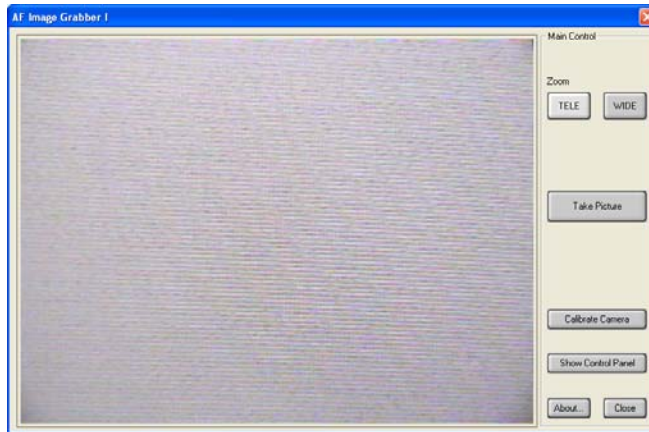 AF Image Grabber I
Main Control
Zoom
TELE WIDE
Take Picture
Calibrate Camera
Show Control Panel
About... Close